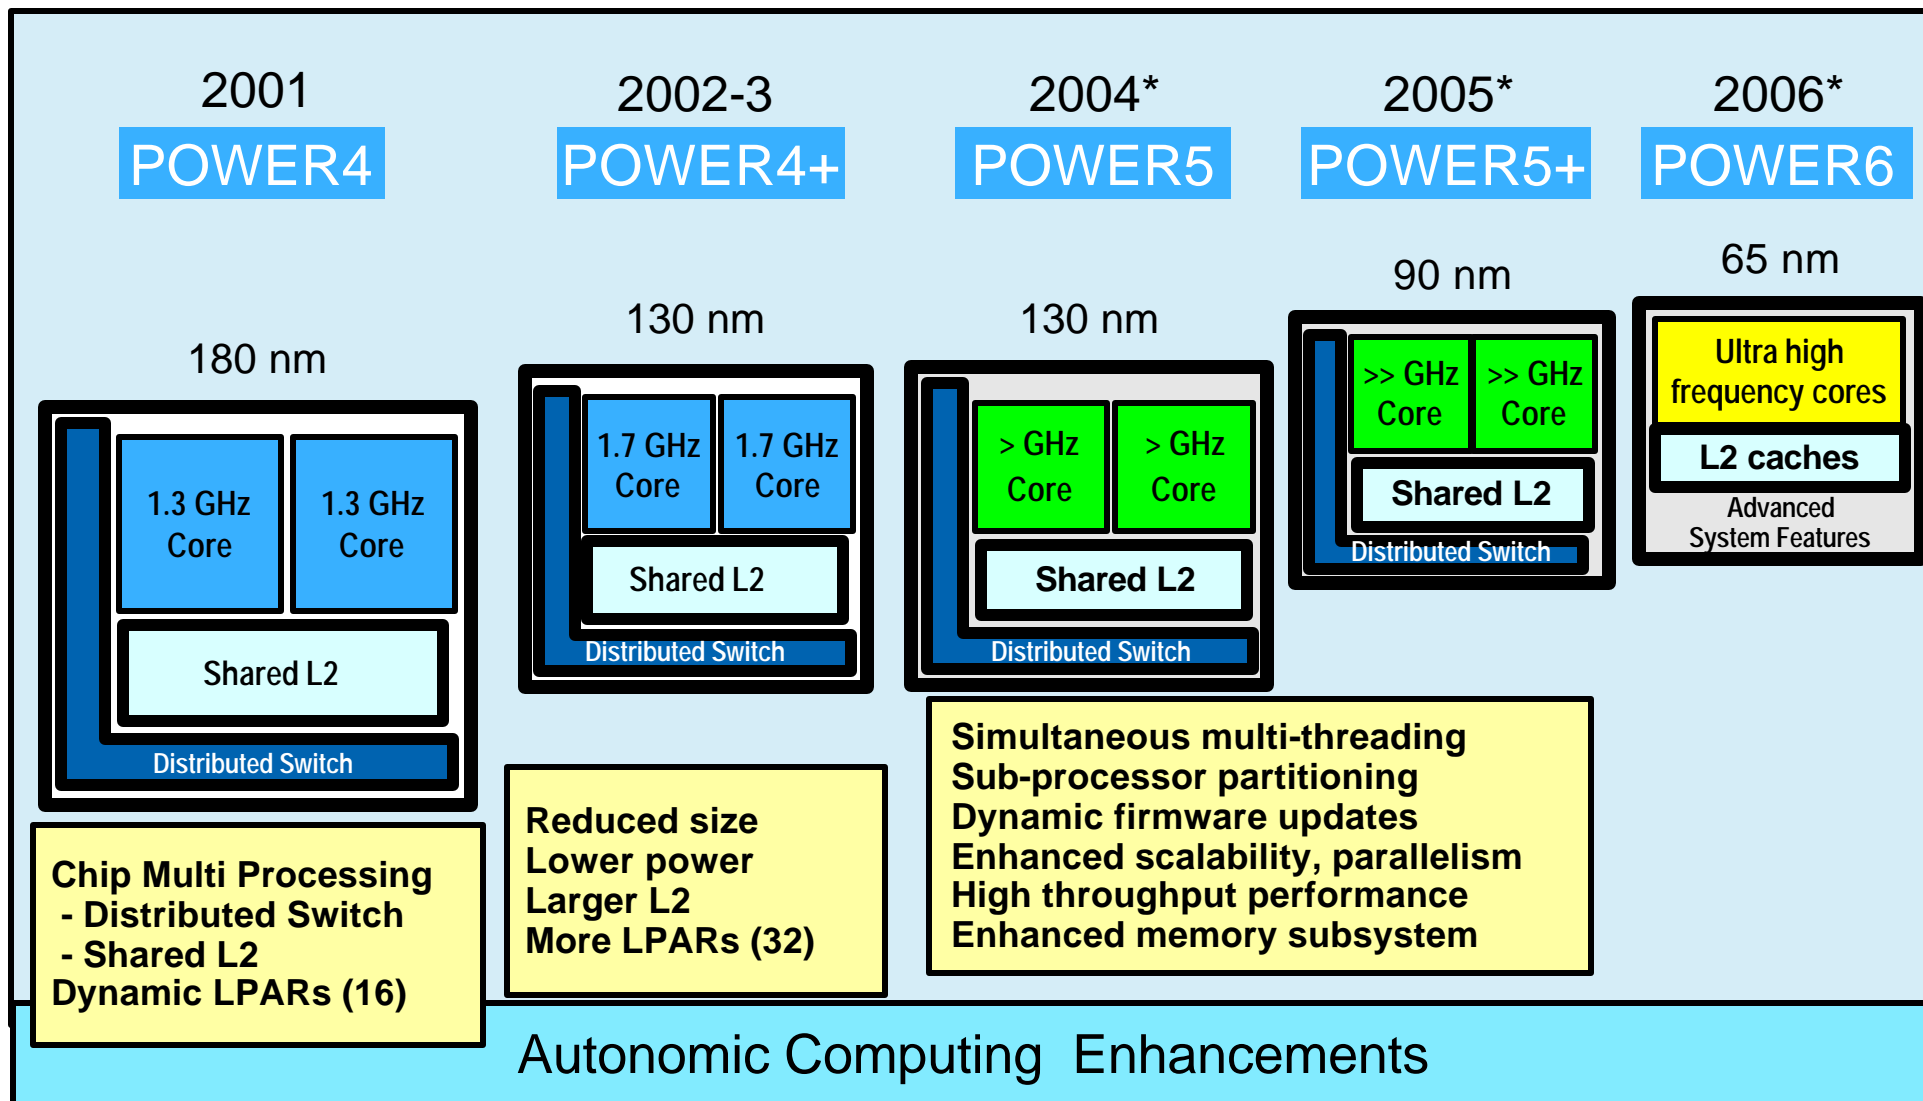 2001
POWER4
180 nm
1.3 GHz
Core
1.3 GHz
Core
Shared L2
Distributed Switch
Chip Multi Processing
- Distributed Switch
- Shared L2
Dynamic LPARs (16)
2002-3
POWER4+
130 nm
1.7 GHz
Core
1.7 GHz
Core
Shared L2
Distributed Switch
Reduced size
Lower power
Larger L2
More LPARs (32)
2004*
POWER5
130 nm
> GHz
Core
> GHz
Core
Shared L2
Distributed Switch
2005*
POWER5+
90 nm
>> GHz
Core
>> GHz
Core
Shared L2
Distributed Switch
Simultaneous multi-threading
Sub-processor partitioning
Dynamic firmware updates
Enhanced scalability, parallelism
High throughput performance
Enhanced memory subsystem
2006*
POWER6
65 nm
Ultra high
frequency cores
L2 caches
Advanced
System Features
Autonomic Computing  Enhancements